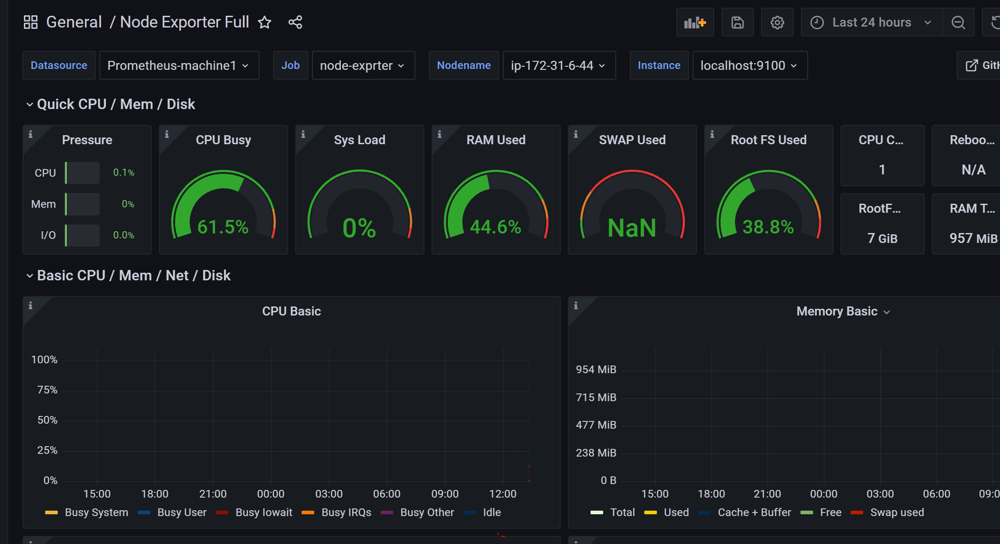 General / Node Exporter Full
Last 24 hours
Datasource Prometheus-machine1 Job node-exprter Nodename ip-172-31-6-44 Instance localhost:9100 GitH
Quick CPU / Mem / Disk
Pressure
CPU 0.1%
Mem 0%
I/O 0.0%
CPU Busy
61.5%
Sys Load
0%
RAM Used
44.6%
SWAP Used
NaN
Root FS Used
38.8%
CPU C...
1
Reboo...
N/A
RootF...
7 GiB
RAM T...
957 MiB
Basic CPU / Mem / Net / Disk
CPU Basic
100%
75%
50%
25%
0%
15:00 18:00 21:00 00:00 03:00 06:00 09:00 12:00
Busy System Busy User Busy Iowait Busy IRQs Busy Other Idle
Memory Basic
954 MiB
715 MiB
477 MiB
238 MiB
0 B
15:00 18:00 21:00 00:00 03:00 06:00 09:0
Total Used Cache + Buffer Free Swap used